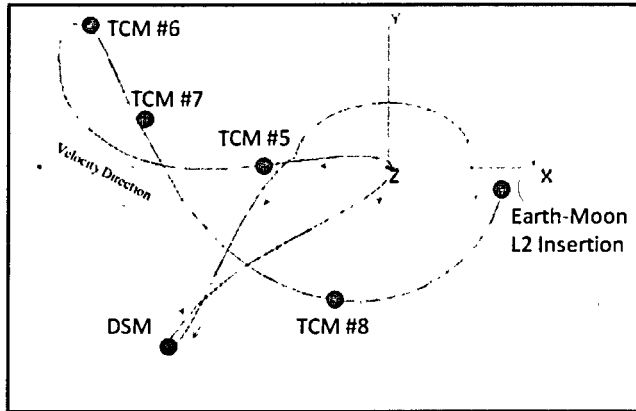 TCM #6
Y
TCM #7
TCM #5
Velocity Direction
Z
X
Earth-Moon
L2 Insertion
DSM
TCM #8